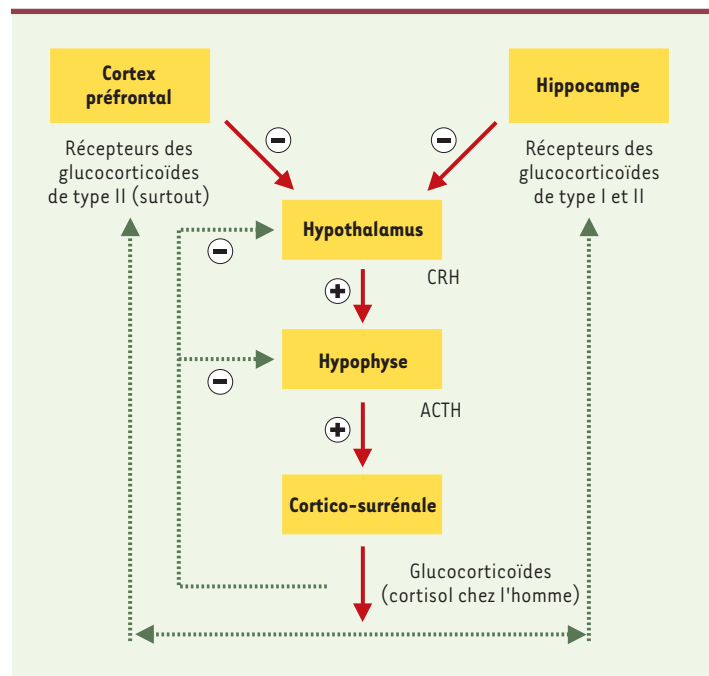 Cortex
préfrontal
Hippocampe
Récepteurs des
glucocorticoïdes
de type II (surtout)
Récepteurs des
glucocorticoïdes
de type I et II
Hypothalamus
CRH
Hypophyse
ACTH
Cortico-surrénale
Glucocorticoïdes
(cortisol chez l'homme)